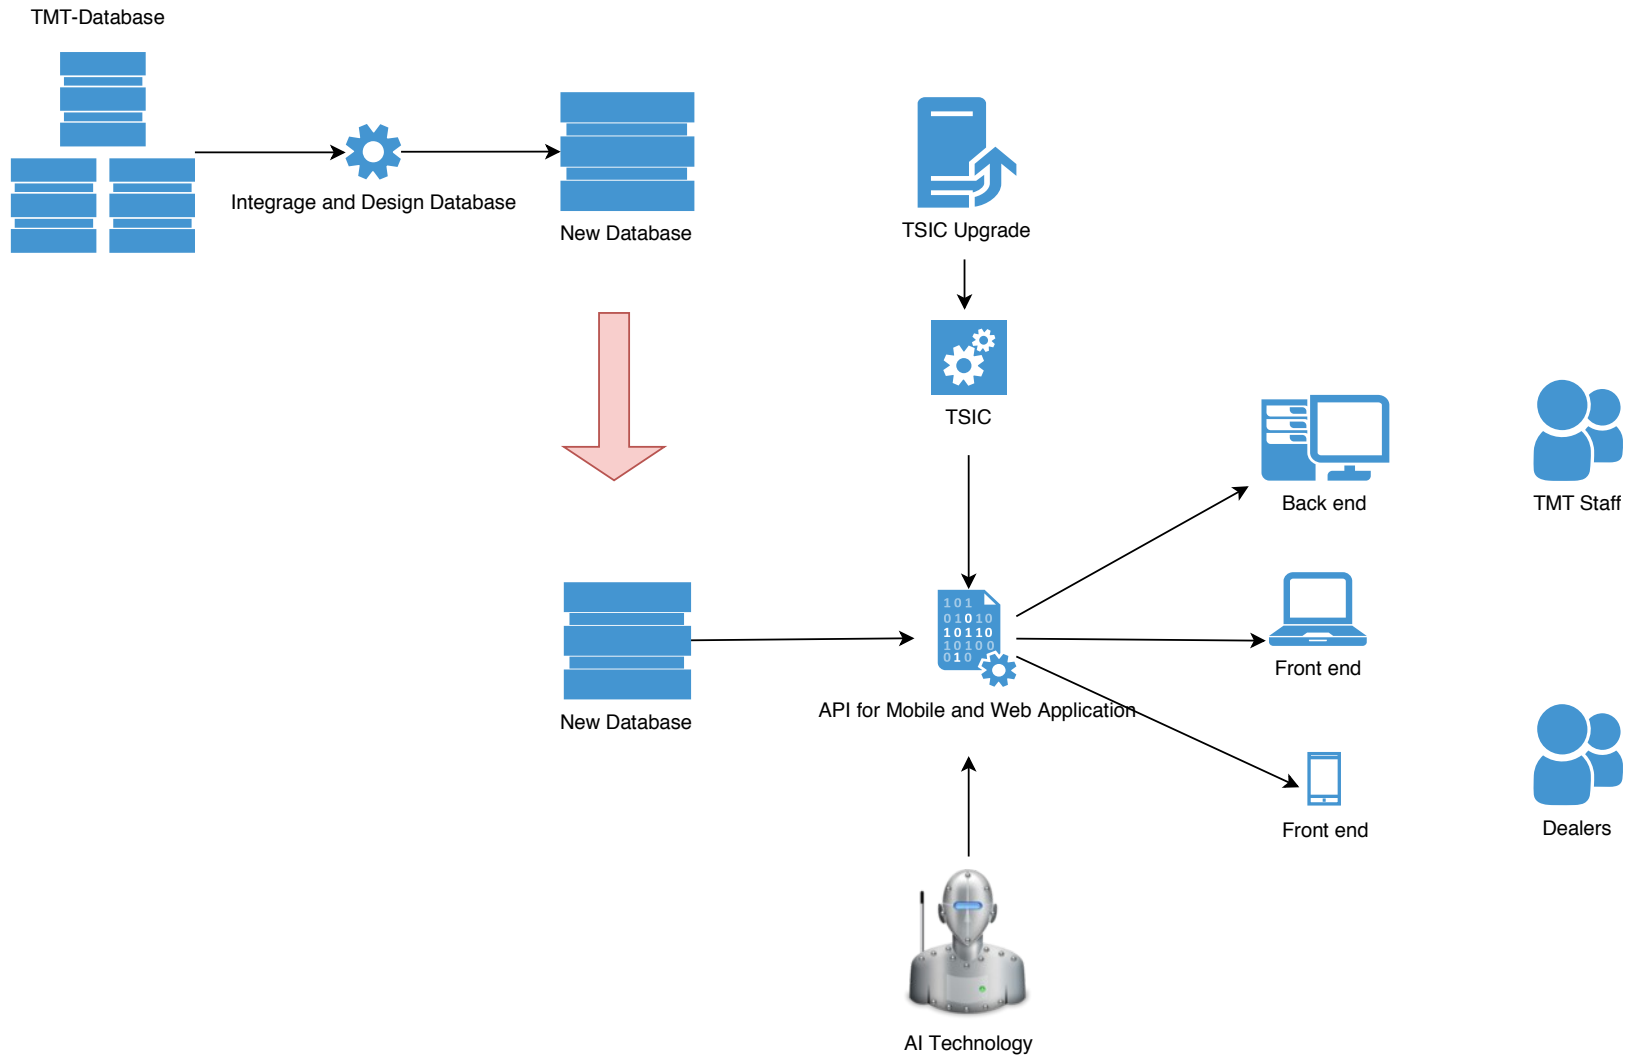 TMT-Database
Integrage and Design Database
New Database
TSIC Upgrade
TSIC
Back end
TMT Staff
101
01010
10110
10100
010
Front end
API for Mobile and Web Application
New Database
Front end
Dealers
AI Technology